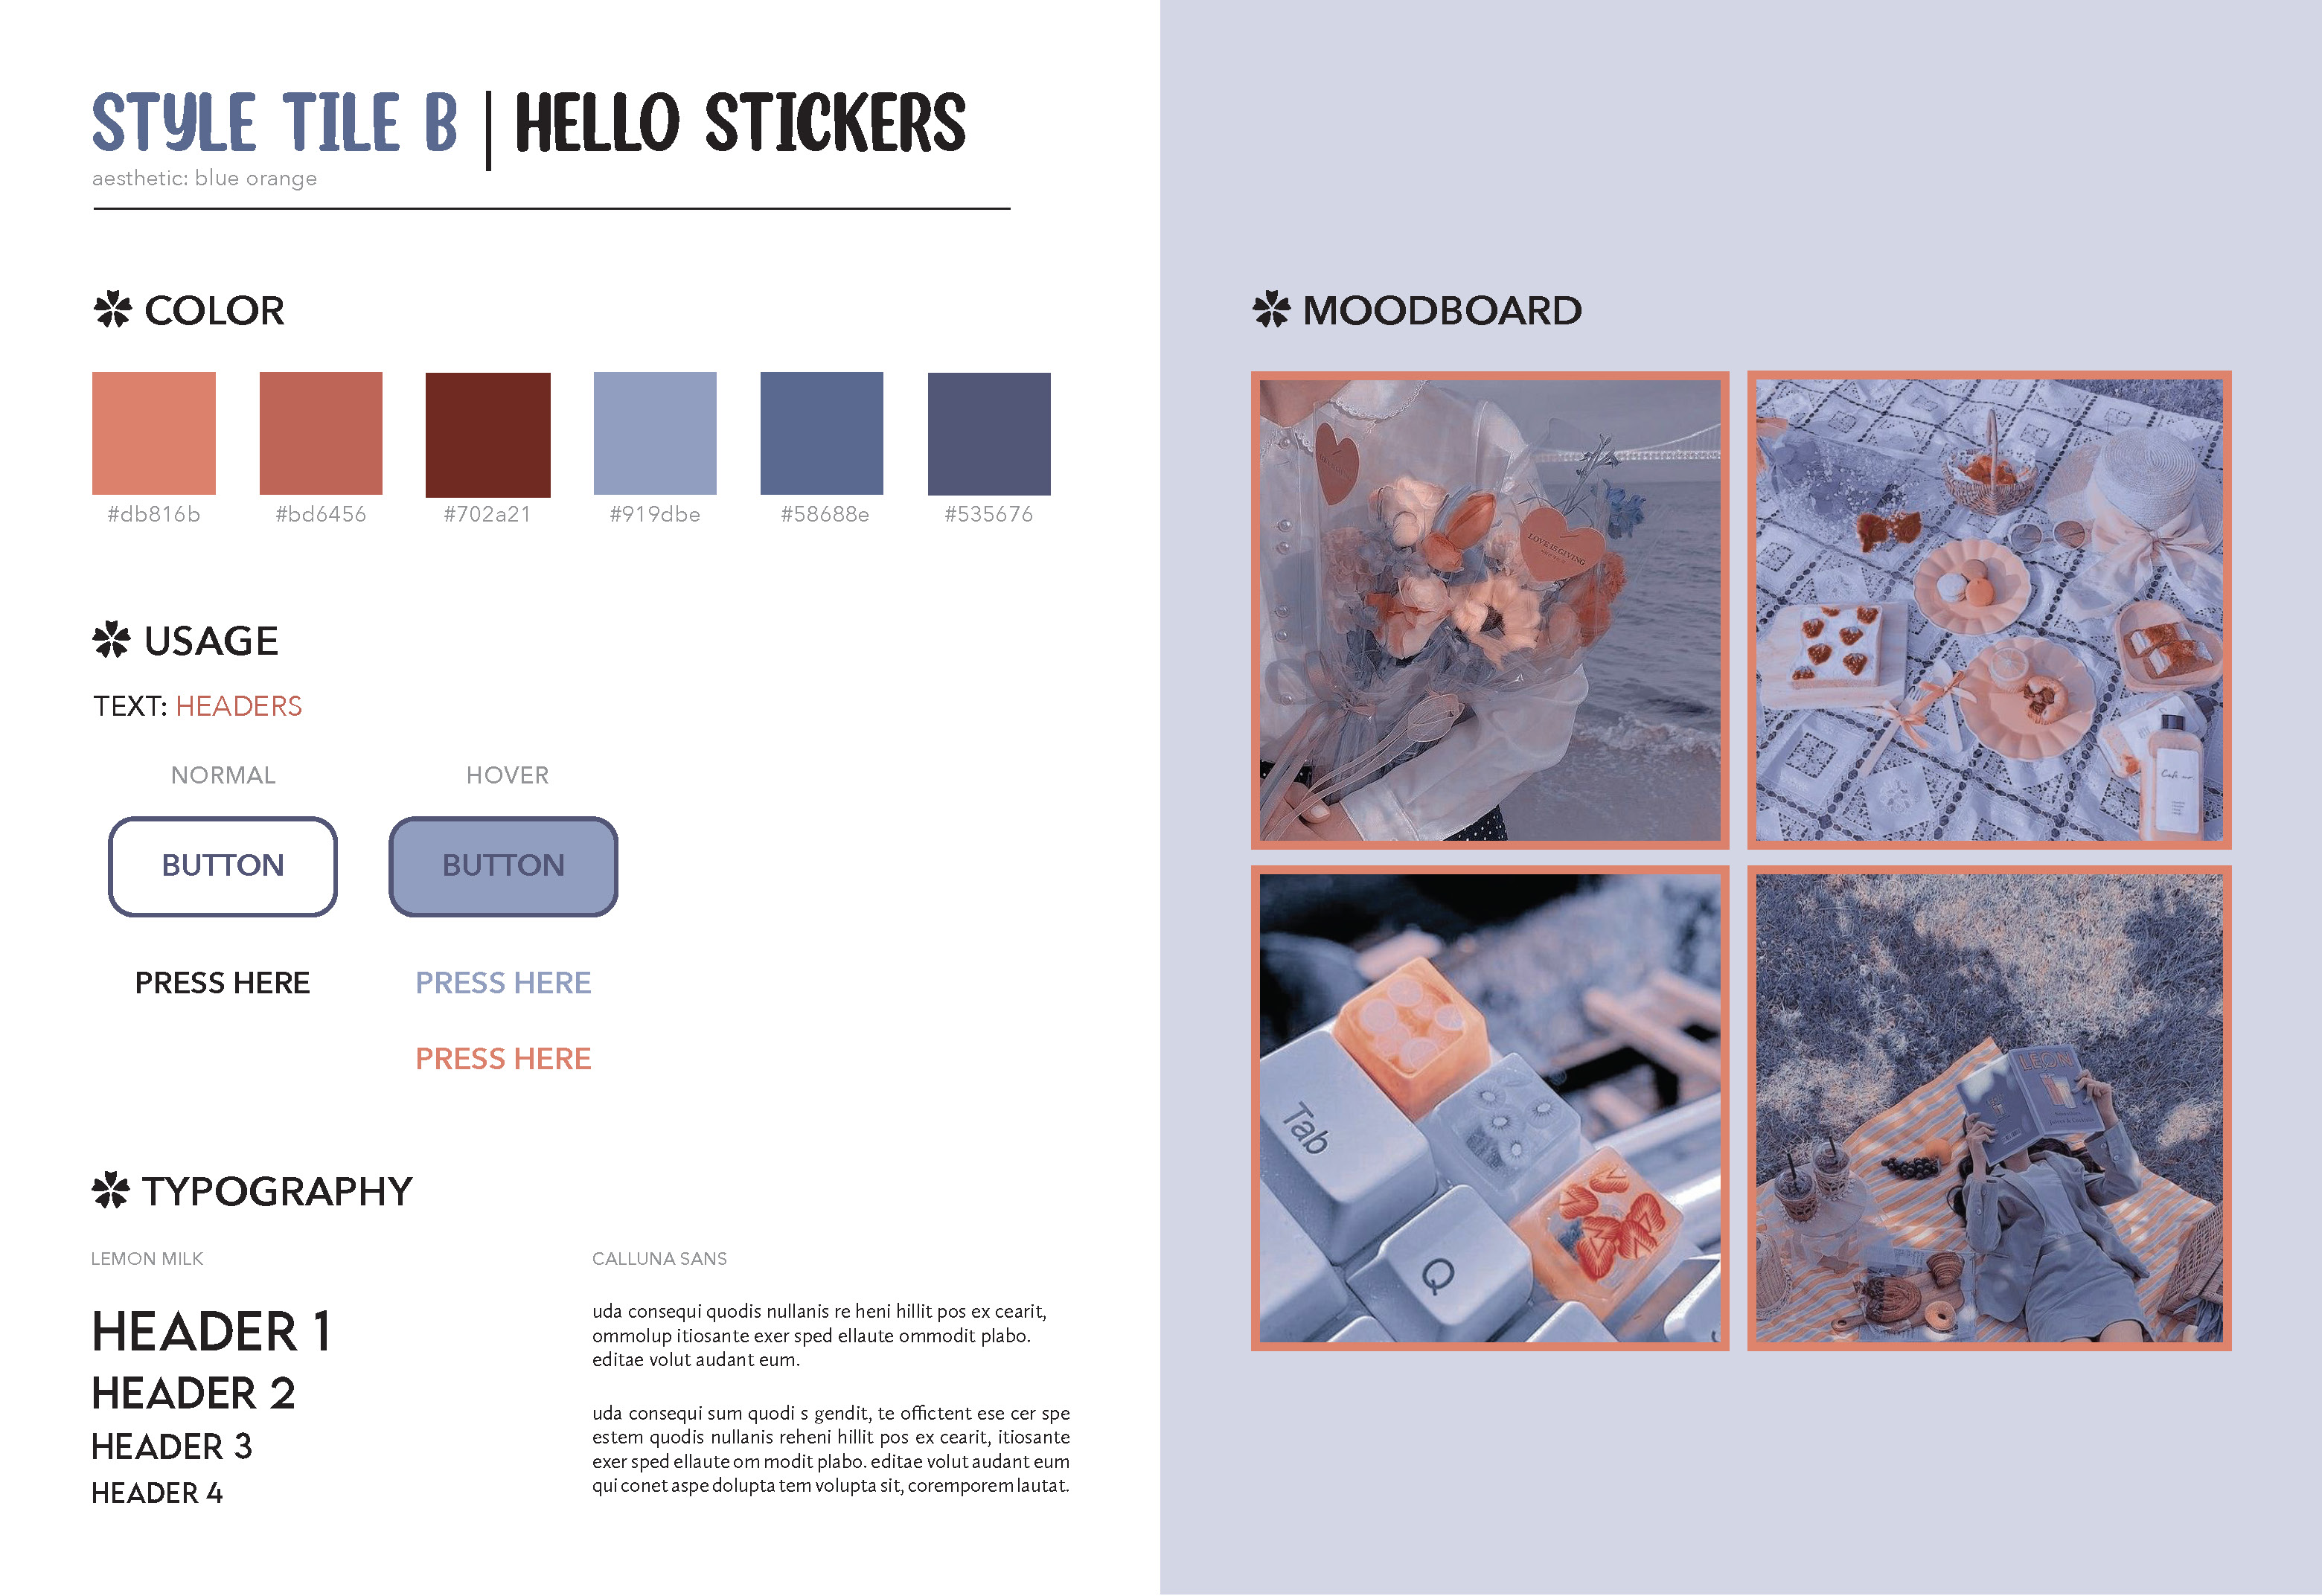 STYLE TILE B | HELLO STICKERS
aesthetic: blue orange
COLOR
#db816b #bd6456 #702a21 #919dbe #58688e #535676
USAGE
TEXT: HEADERS
NORMAL HOVER
BUTTON BUTTON
PRESS HERE PRESS HERE
PRESS HERE
TYPOGRAPHY
LEMON MILK
HEADER 1
HEADER 2
HEADER 3
HEADER 4
CALLUNA SANS
uda consequi quodis nullanis re heni hillit pos ex cearit,
ommolup itiosante exer sped ellaute ommodit plabo.
editae volut audant eum.
uda consequi sum quodi s gendit, te offictent ese cer spe
estem quodis nullanis reheni hillit pos ex cearit, itiosante
exer sped ellaute om modit plabo. editae volut audant eum
qui conet aspe dolupta tem volupta sit, coremporem lautat.
MOODBOARD
LOVE IS GIVING
Tab
Q
LEON